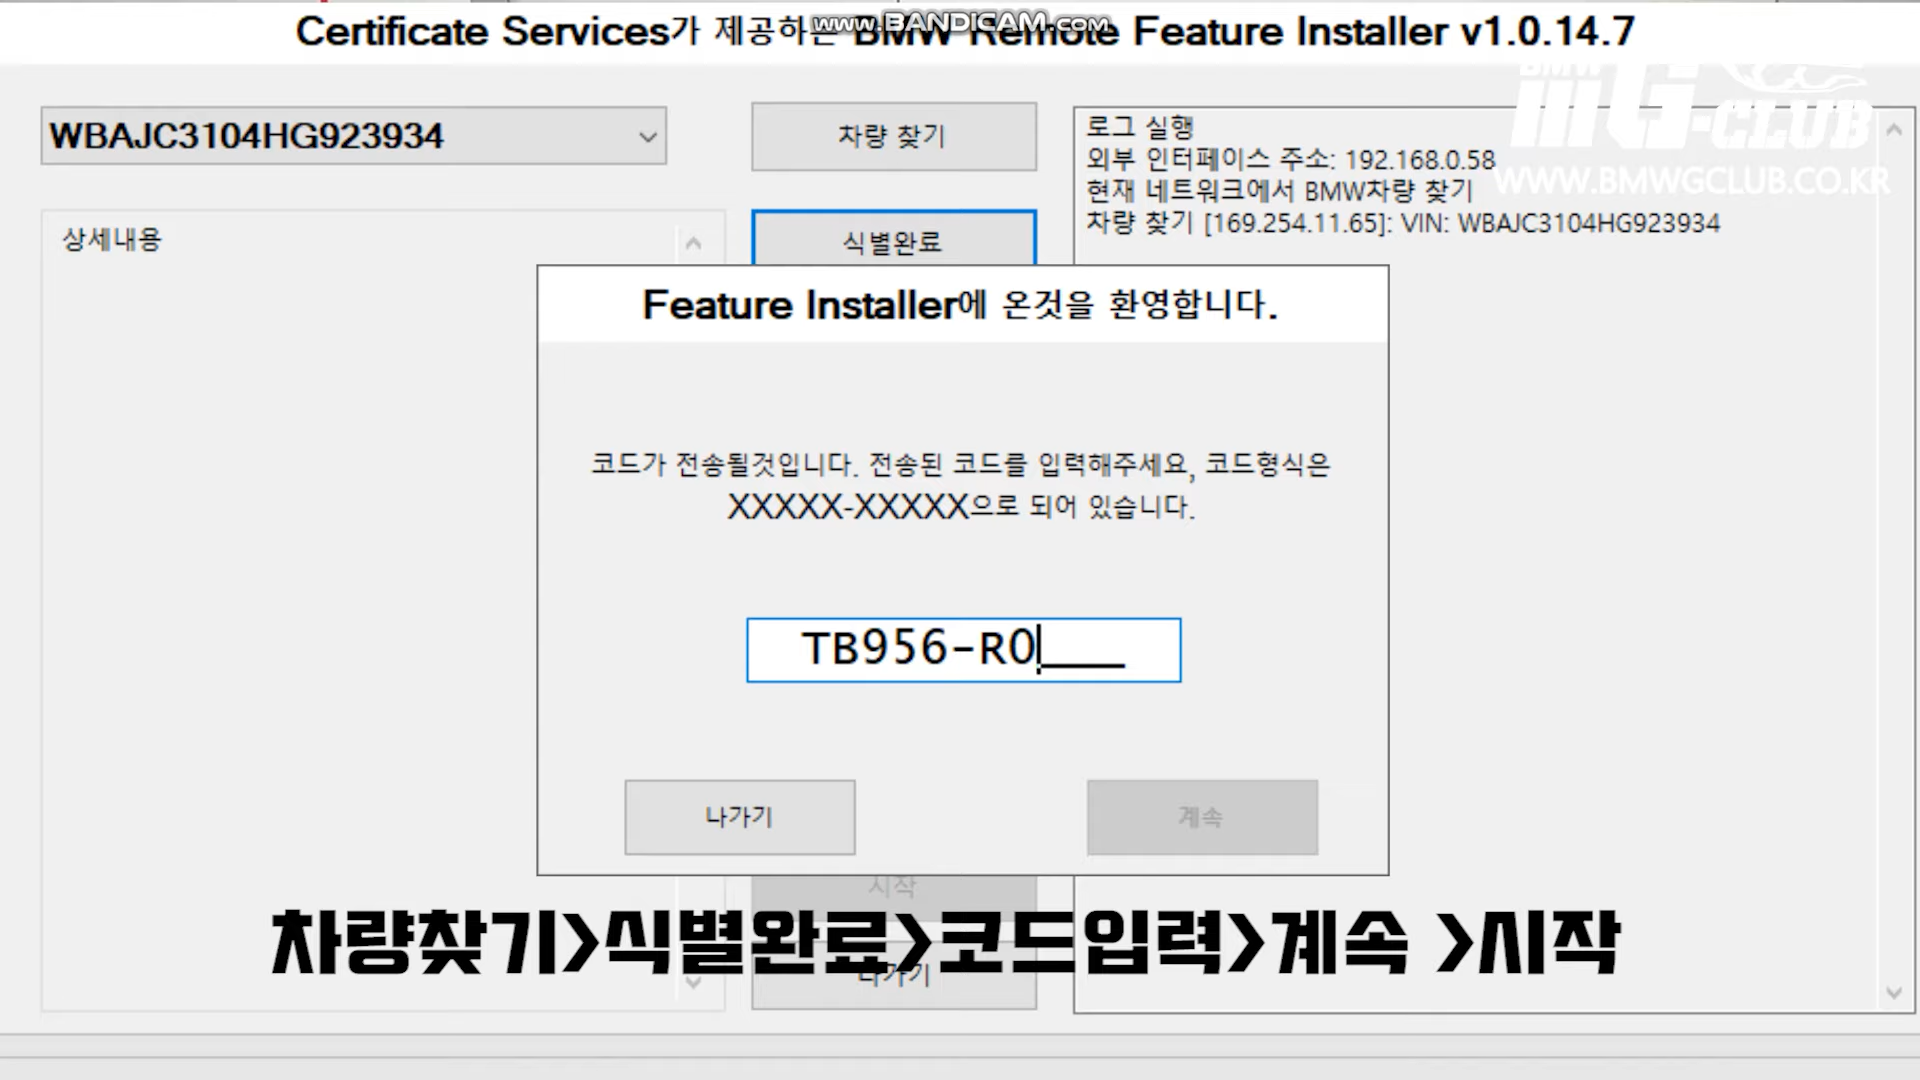 www.BANDICAM.com
Certificate Services가 제공하는 BMW Remote Feature Installer v1.0.14.7
BMW
G-CLUB
WWW.BMWGCLUB.CO.KR
WBAJC3104HG923934
차량 찾기
로그 실행
외부 인터페이스 주소: 192.168.0.58
현재 네트워크에서 BMW차량 찾기
차량 찾기 [169.254.11.65]: VIN: WBAJC3104HG923934
상세내용
식별완료
Feature Installer에 온것을 환영합니다.
코드가 전송될것입니다. 전송된 코드를 입력해주세요, 코드형식은
XXXXX-XXXXX으로 되어 있습니다.
TB956-R0___
나가기
계속
시작
차량찾기>식별완료>코드입력>계속 >시작
나가기